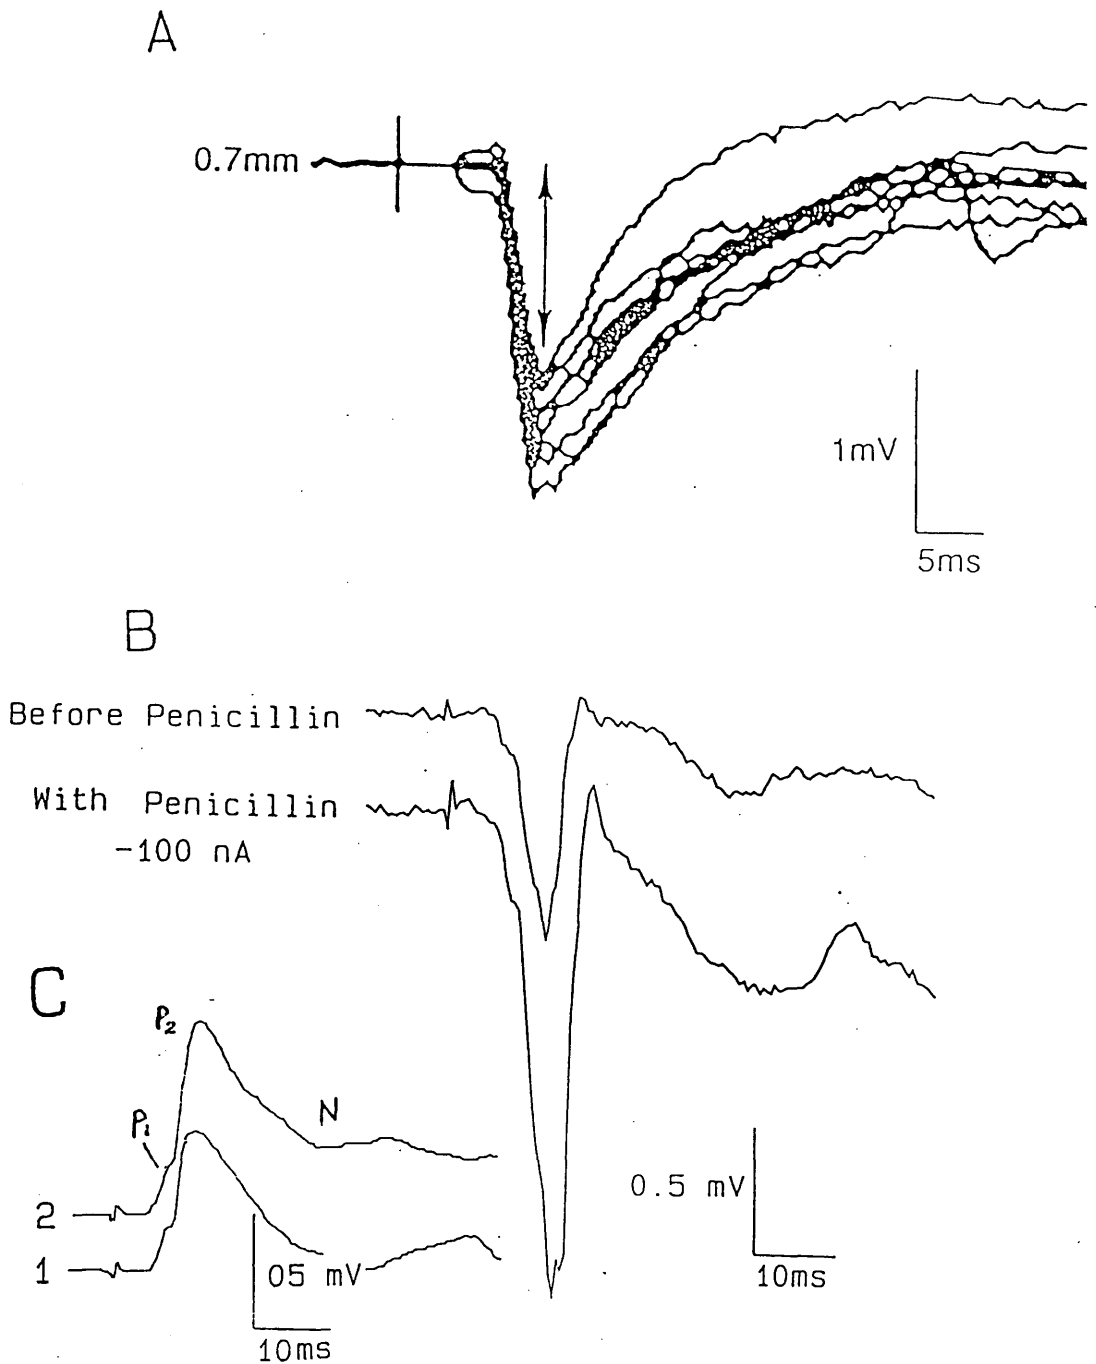 A
0.7mm
1mV
5ms
B
Before Penicillin
With Penicillin
-100 nA
C
P2
P1
N
2
1
05 mV
10ms
0.5 mV
10ms